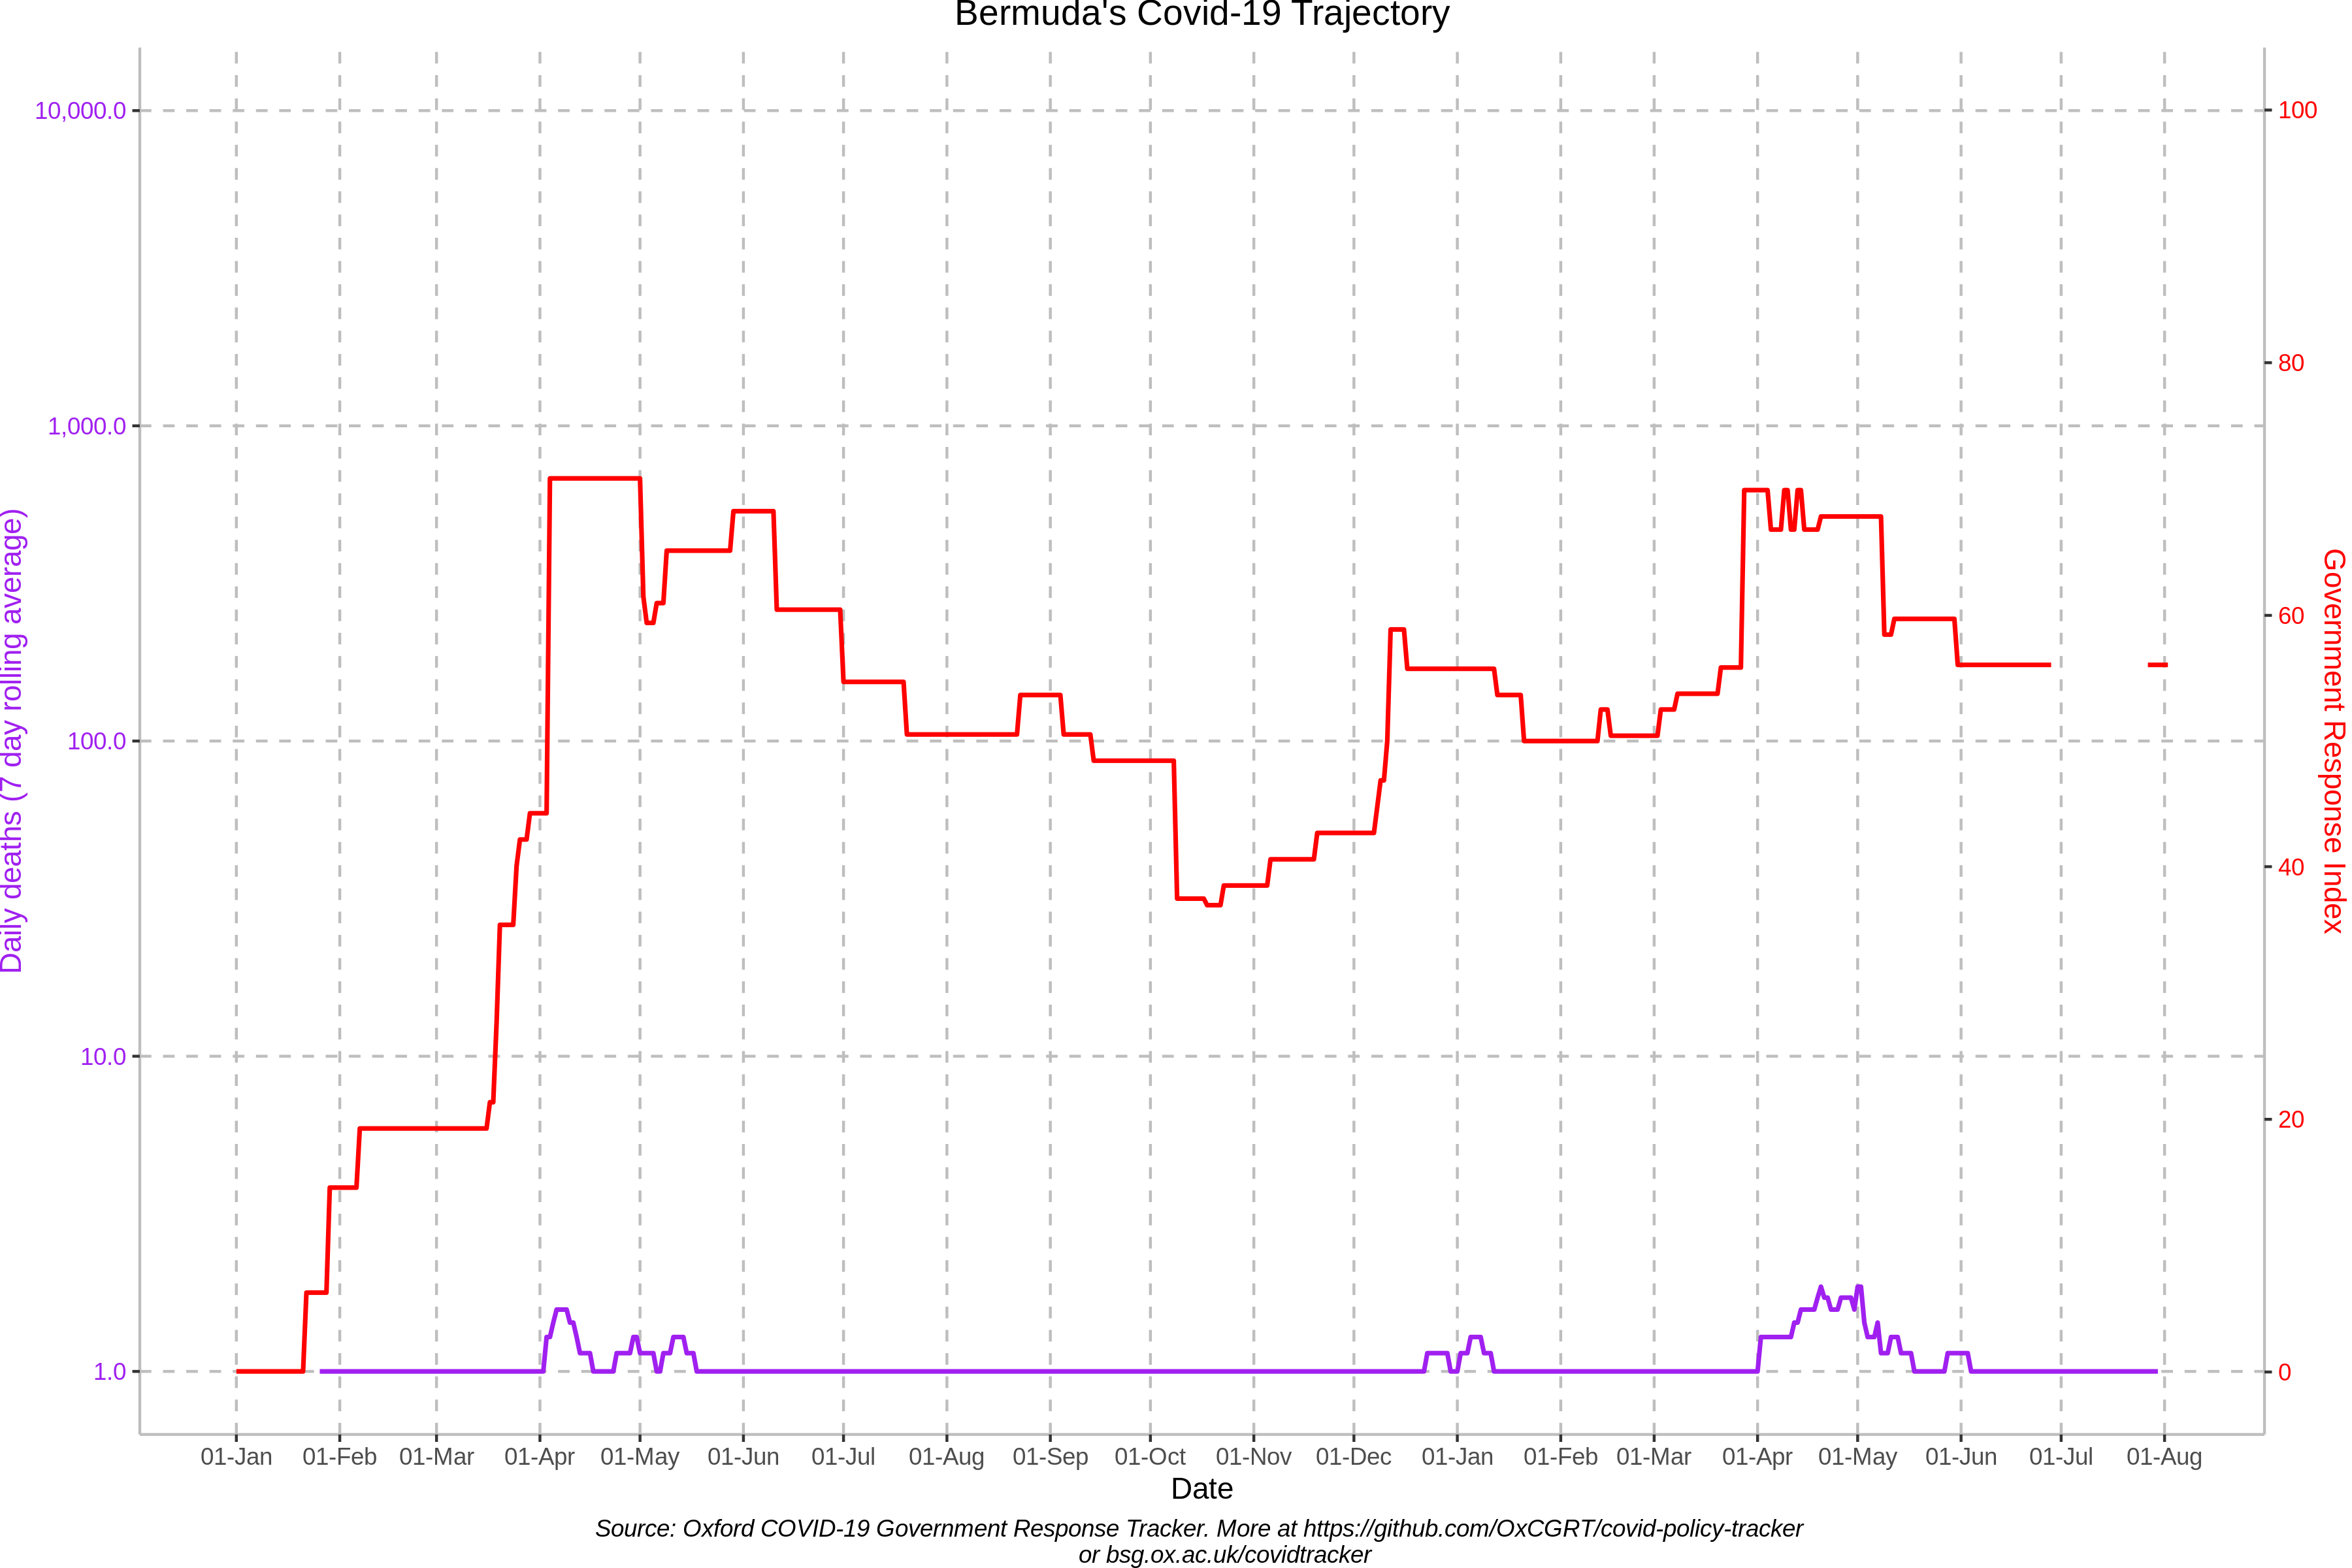 Bermuda's Covid-19 Trajectory
10,000.0
1,000.0
100.0
10.0
1.0
Daily deaths (7 day rolling average)
100
80
60
40
20
0
Government Response Index
01-Jan 01-Feb 01-Mar 01-Apr 01-May 01-Jun 01-Jul 01-Aug 01-Sep 01-Oct 01-Nov 01-Dec 01-Jan 01-Feb 01-Mar 01-Apr 01-May 01-Jun 01-Jul 01-Aug
Date
Source: Oxford COVID-19 Government Response Tracker. More at https://github.com/OxCGRT/covid-policy-tracker
or bsg.ox.ac.uk/covidtracker